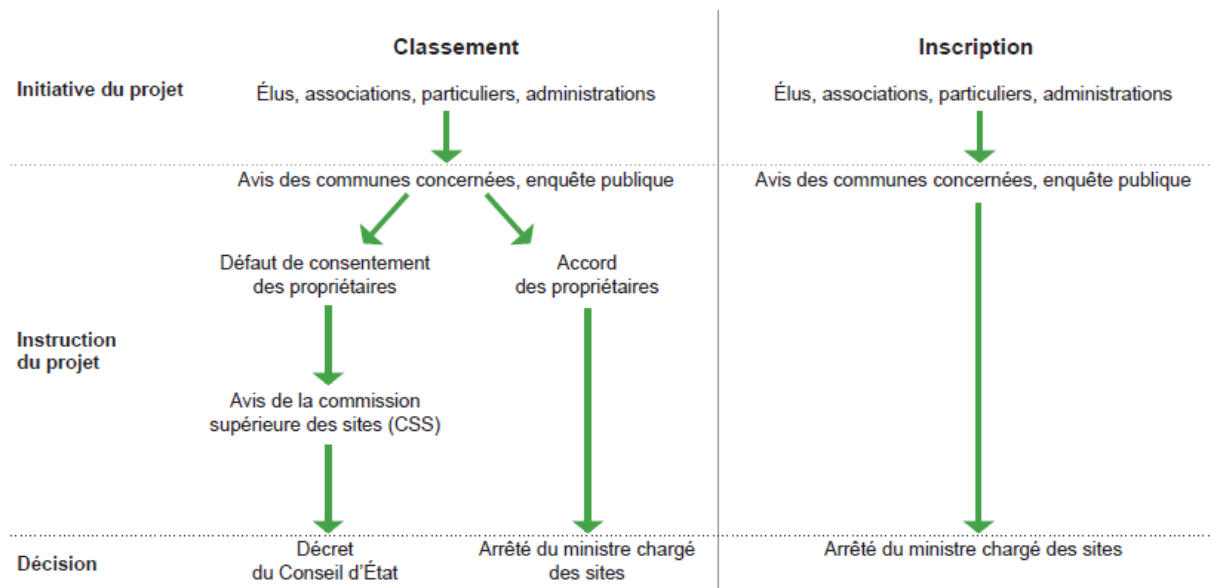 Classement
Inscription
Initiative du projet
Élus, associations, particuliers, administrations
Élus, associations, particuliers, administrations
Avis des communes concernées, enquête publique
Avis des communes concernées, enquête publique
Défaut de consentement
des propriétaires
Accord
des propriétaires
Instruction
du projet
Avis de la commission
supérieure des sites (CSS)
Décision
Décret
du Conseil d'État
Arrêté du ministre chargé
des sites
Arrêté du ministre chargé des sites